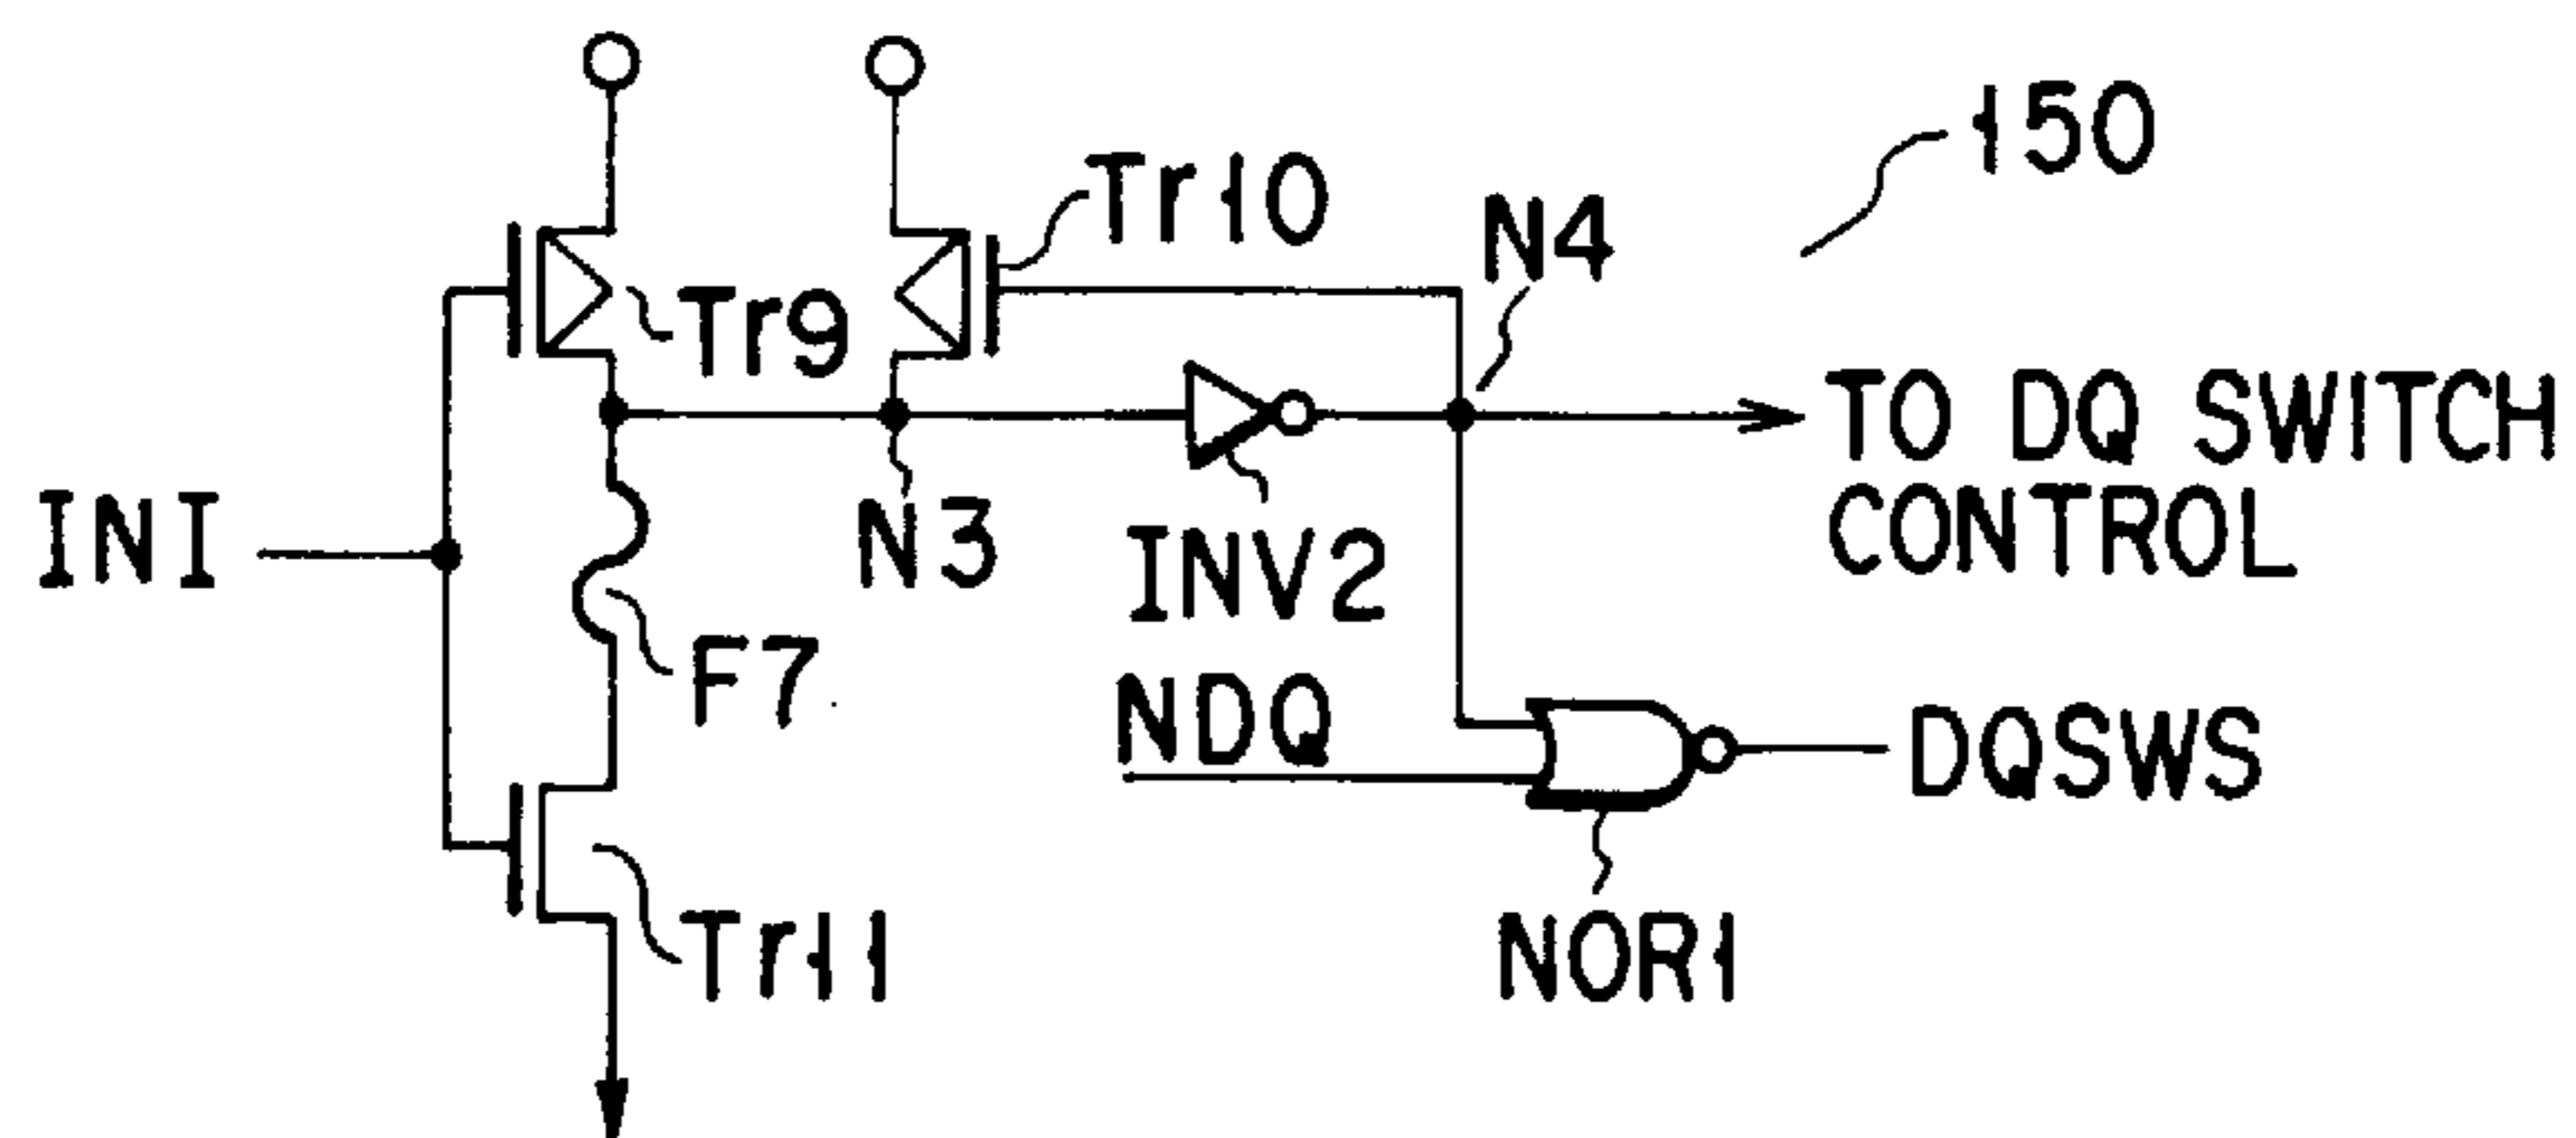 150
Tr10
N4
Tr9
TO DQ SWITCH
CONTROL
INI
N3
INV2
F7
NDQ
DQSWS
Tr11
NOR1